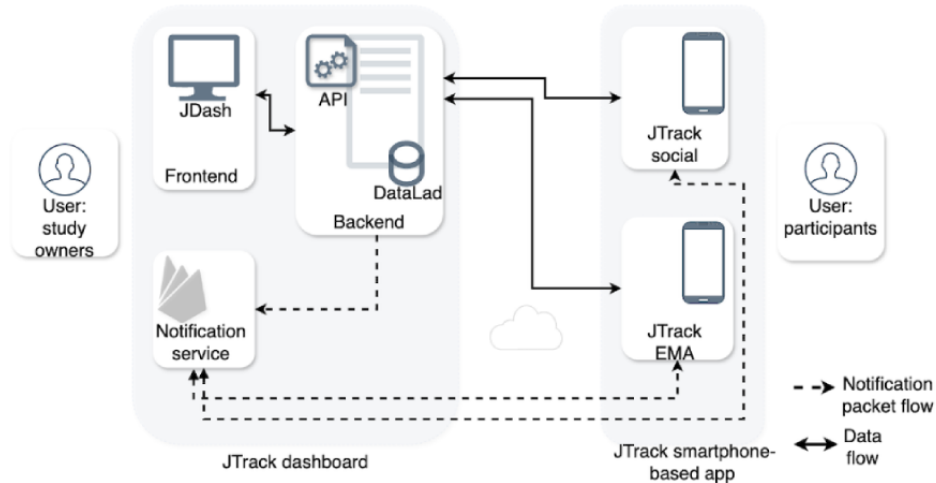 JDash
Frontend
API
DataLad
Backend
User:
study
owners
Notification
service
JTrack
social
JTrack
EMA
User:
participants
Notification
packet flow
Data
flow
JTrack dashboard
JTrack smartphone-
based app